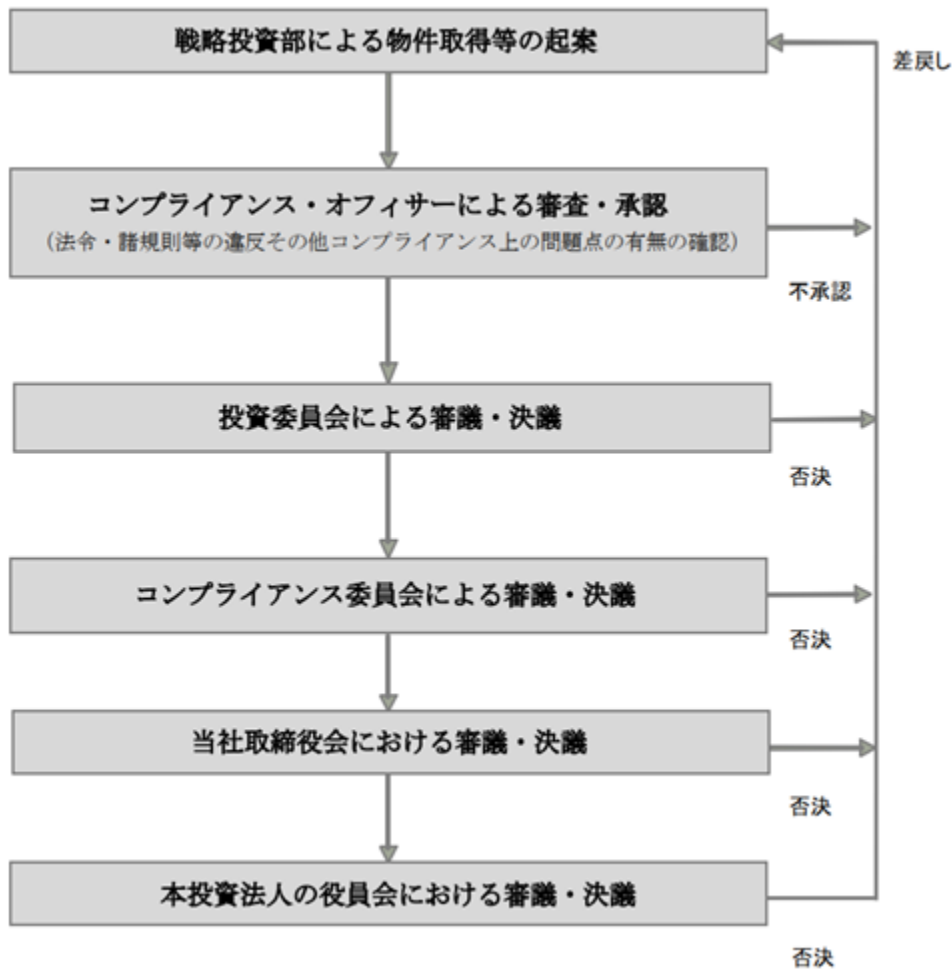 戦略投資部による物件取得等の起案
差戻し
コンプライアンス・オフィサーによる審査・承認
(法令・諸規則等の違反その他コンプライアンス上の問題点の有無の確認)
不承認
投資委員会による審議・決議
否決
コンプライアンス委員会による審議・決議
否決
当社取締役会における審議・決議
否決
本投資法人の役員会における審議・決議
否決